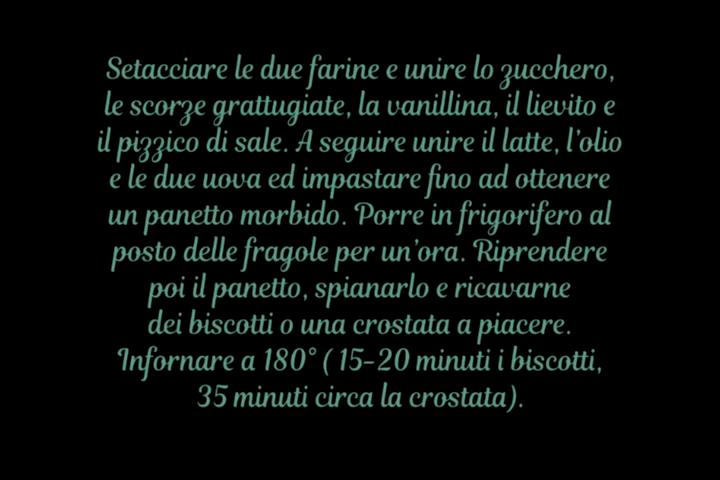 Setacciare le due farine e unire lo zucchero,
le scorze grattugiate, la vanillina, il lievito e
il pizzico di sale. A seguire unire il latte, l'olio
e le due uova ed impastare fino ad ottenere
un panetto morbido. Porre in frigorifero al
posto delle fragole per un'ora. Riprendere
poi il panetto, spianarlo e ricavarne
dei biscotti o una crostata a piacere.
Infornare a 180° ( 15-20 minuti i biscotti,
35 minuti circa la crostata).